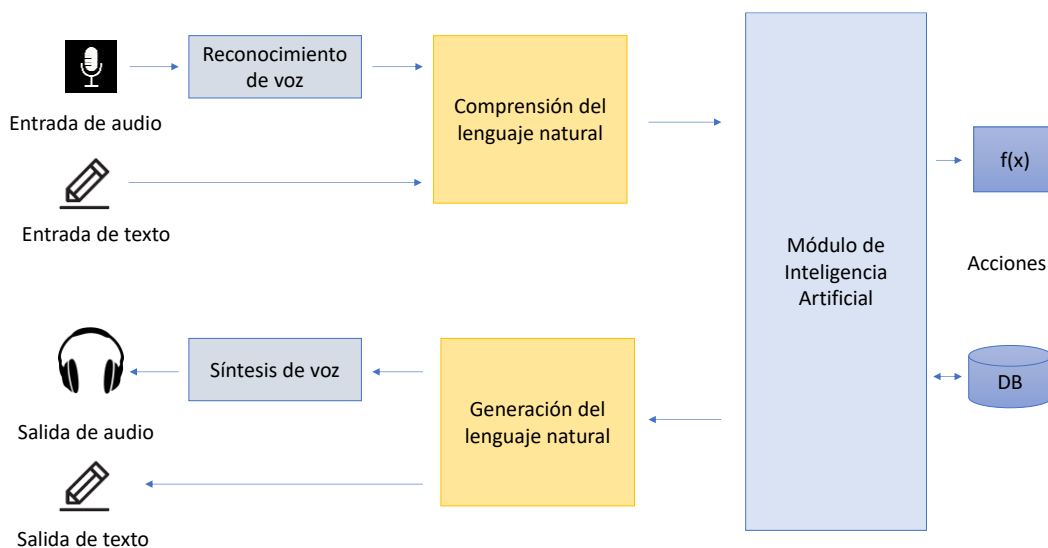 Reconocimiento
de voz
Entrada de audio
Comprensión del
lenguaje natural
Entrada de texto
Módulo de
Inteligencia
Artificial
f(x)
Acciones
DB
Síntesis de voz
Salida de audio
Generación del
lenguaje natural
Salida de texto